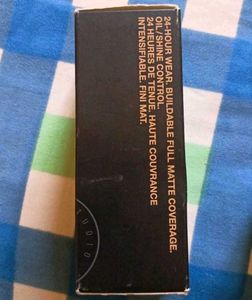 24-HOUR WEAR. BUILDABLE FULL MATTE COVERAGE.
OIL/SHINE CONTROL
24 HEURES DE TENUE. HAUTE COUVRANCE
INTENSIFIABLE. FINI MAT.